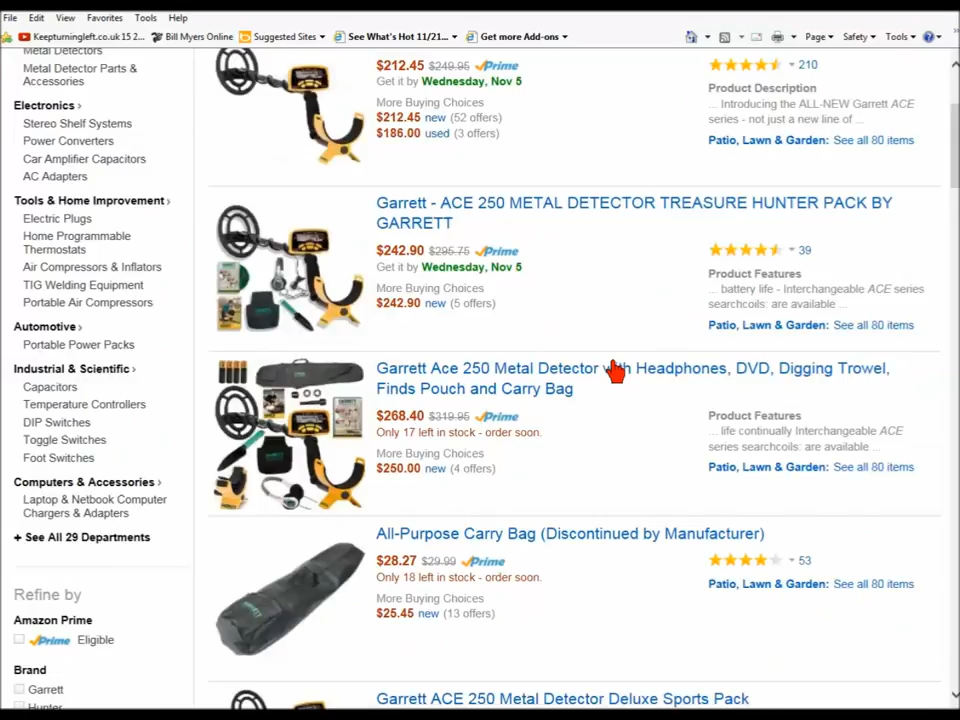 File Edit View Favorites Tools Help
Keepturningleft.co.uk 15 2... Bill Myers Online Suggested Sites See What's Hot 11/21... Get more Add-ons Page Safety Tools
Metal Detectors
Metal Detector Parts &
Accessories
Electronics ›
Stereo Shelf Systems
Power Converters
Car Amplifier Capacitors
AC Adapters
Tools & Home Improvement ›
Electric Plugs
Home Programmable
Thermostats
Air Compressors & Inflators
TIG Welding Equipment
Portable Air Compressors
Automotive ›
Portable Power Packs
Industrial & Scientific ›
Capacitors
Temperature Controllers
DIP Switches
Toggle Switches
Foot Switches
Computers & Accessories ›
Laptop & Netbook Computer
Chargers & Adapters
+ See All 29 Departments
Refine by
Amazon Prime
Prime Eligible
Brand
Garrett
Hunter
$212.45 $249.95 Prime
Get it by Wednesday, Nov 5
More Buying Choices
$212.45 new (52 offers)
$186.00 used (3 offers)
210
Product Description
... Introducing the ALL-NEW Garrett ACE
series - not just a new line of ...
Patio, Lawn & Garden: See all 80 items
Garrett - ACE 250 METAL DETECTOR TREASURE HUNTER PACK BY
GARRETT
$242.90 $295.75 Prime
Get it by Wednesday, Nov 5
More Buying Choices
$242.90 new (5 offers)
39
Product Features
... battery life - Interchangeable ACE series
searchcoils: are available ...
Patio, Lawn & Garden: See all 80 items
Garrett Ace 250 Metal Detector with Headphones, DVD, Digging Trowel,
Finds Pouch and Carry Bag
$268.40 $319.95 Prime
Only 17 left in stock - order soon.
More Buying Choices
$250.00 new (4 offers)
Product Features
... life continually Interchangeable ACE
series searchcoils: are available ...
Patio, Lawn & Garden: See all 80 items
All-Purpose Carry Bag (Discontinued by Manufacturer)
$28.27 $29.99 Prime
Only 18 left in stock - order soon.
More Buying Choices
$25.45 new (13 offers)
53
Patio, Lawn & Garden: See all 80 items
Garrett ACE 250 Metal Detector Deluxe Sports Pack